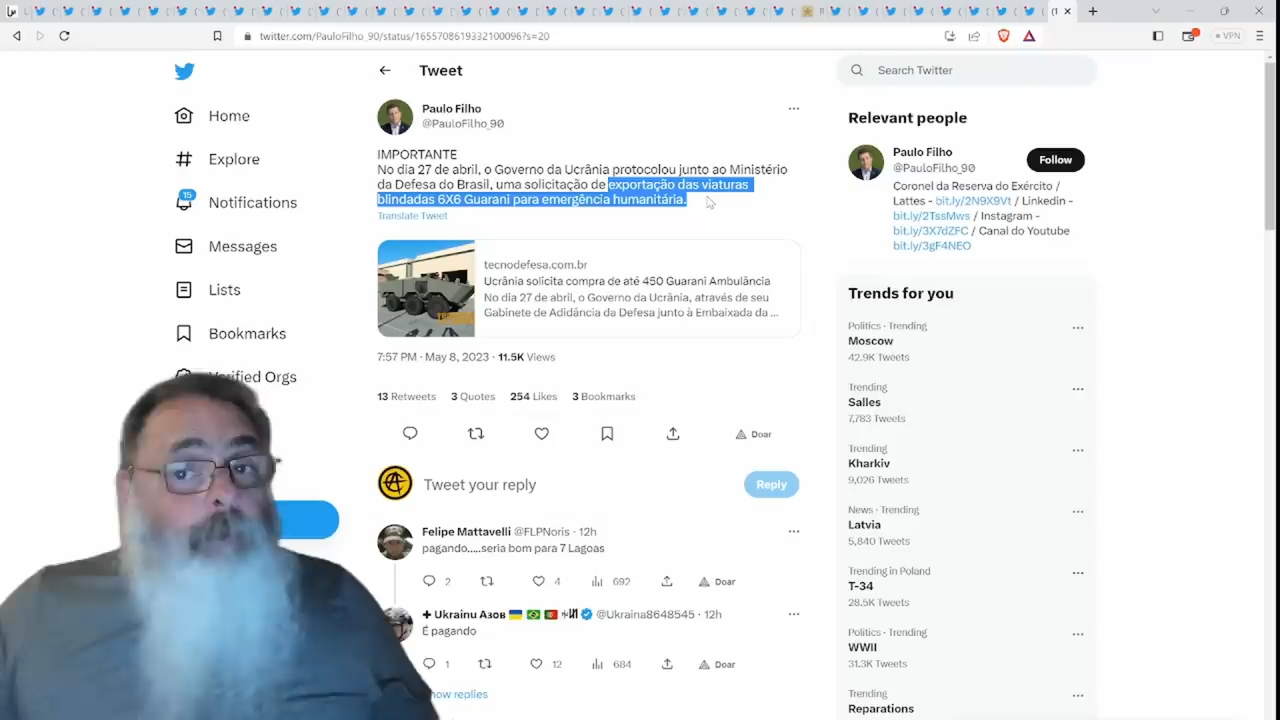 twitter.com/PauloFilho_90/status/1655708619332100096?s=20
VPN
Home
Explore
15
Notifications
Messages
Lists
Bookmarks
Verified Orgs
Tweet
Paulo Filho
@PauloFilho_90
IMPORTANTE
No dia 27 de abril, o Governo da Ucrânia protocolou junto ao Ministério
da Defesa do Brasil, uma solicitação de exportação das viaturas
blindadas 6X6 Guarani para emergência humanitária.
Translate Tweet
tecnodefesa.com.br
Ucrânia solicita compra de até 450 Guarani Ambulância
No dia 27 de abril, o Governo da Ucrânia, através de seu
Gabinete de Adidância da Defesa junto à Embaixada da ...
7:57 PM · May 8, 2023 · 11.5K Views
13 Retweets 3 Quotes 254 Likes 3 Bookmarks
Doar
Tweet your reply
Reply
Felipe Mattavelli @FLPNoris · 12h
pagando.....seria bom para 7 Lagoas
2 4 692 Doar
Ukrainu Азов @Ukraina8648545 · 12h
É pagando
1 12 684 Doar
how replies
Search Twitter
Relevant people
Paulo Filho
@PauloFilho_90
Follow
Coronel da Reserva do Exército /
Lattes - bit.ly/2N9X9Vt / Linkedin -
bit.ly/2TssMws / Instagram -
bit.ly/3X7dZFC / Canal do Youtube
bit.ly/3gF4NEO
Trends for you
Politics · Trending
Moscow
42.9K Tweets
Trending
Salles
7,783 Tweets
Trending
Kharkiv
9,026 Tweets
News · Trending
Latvia
5,840 Tweets
Trending in Poland
T-34
28.5K Tweets
Politics · Trending
WWII
31.3K Tweets
Trending
Reparations